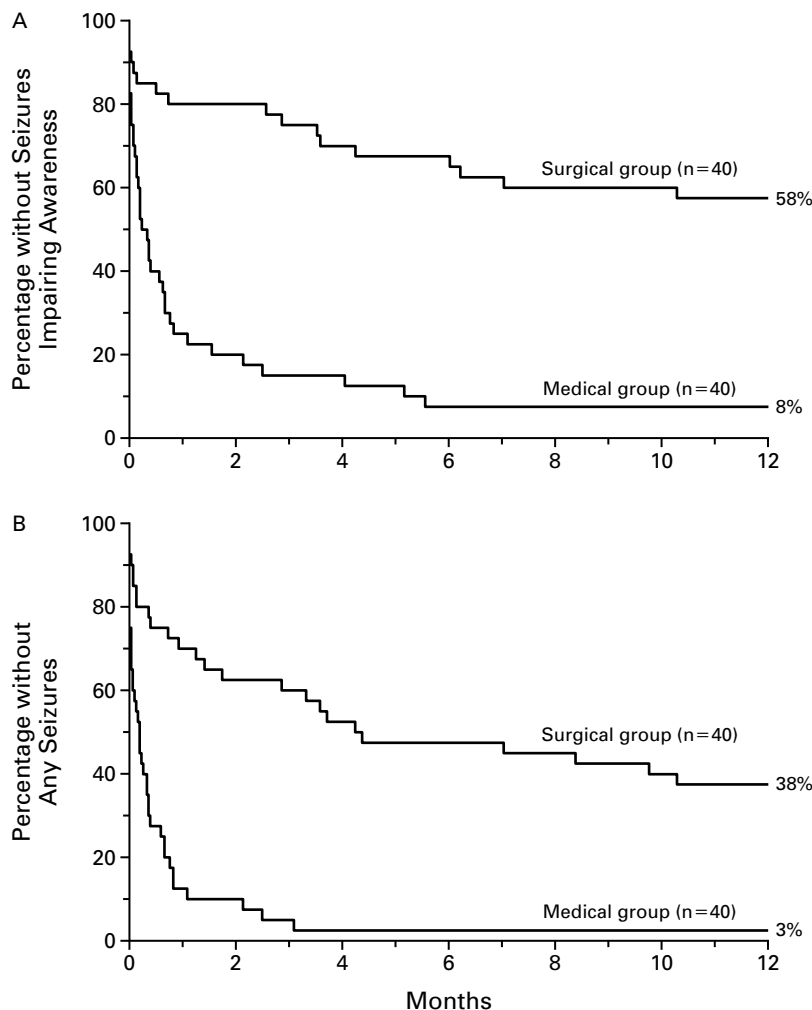 A
100
80
60
40
20
0
Percentage without Seizures
Impairing Awareness
Surgical group (n=40)
58%
Medical group (n=40)
8%
0 2 4 6 8 10 12
B
100
80
60
40
20
0
Percentage without
Any Seizures
Surgical group (n=40)
38%
Medical group (n=40)
3%
0 2 4 6 8 10 12
Months